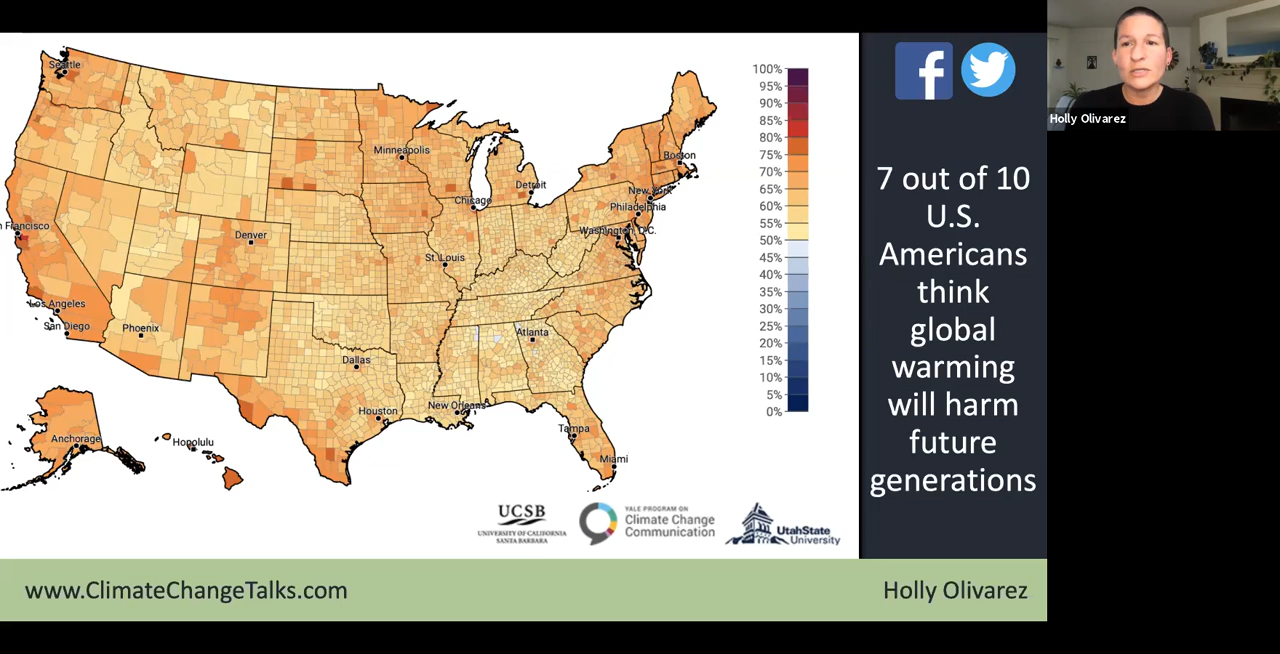 Seattle
Minneapolis
Boston
Detroit
New York
Chicago
Philadelphia
n Francisco
Denver
Washington, D.C.
St. Louis
Los Angeles
San Diego
Phoenix
Atlanta
Dallas
Houston
New Orleans
Tampa
Anchorage
Honolulu
Miami
100%
95%
90%
85%
80%
75%
70%
65%
60%
55%
50%
45%
40%
35%
30%
25%
20%
15%
10%
5%
0%
UCSB
UNIVERSITY OF CALIFORNIA
SANTA BARBARA
YALE PROGRAM ON
Climate Change
Communication
UtahState
University
f
7 out of 10
U.S.
Americans
think
global
warming
will harm
future
generations
Holly Olivarez
www.ClimateChangeTalks.com
Holly Olivarez